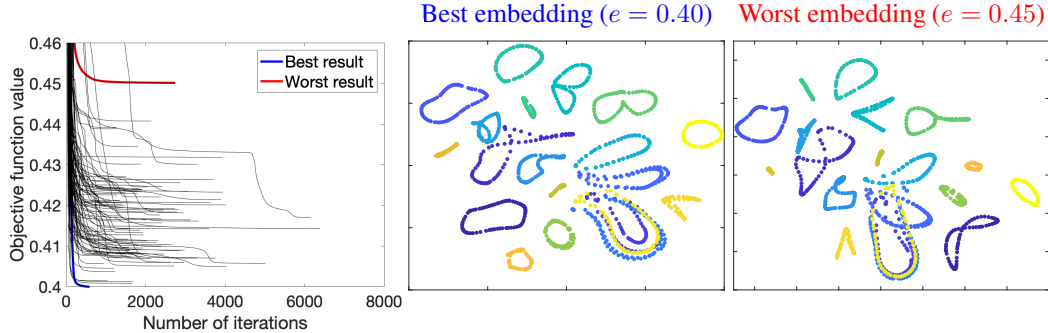 Best embedding (e = 0.40)
Worst embedding (e = 0.45)
Objective function value
0.46
0.45
0.44
0.43
0.42
0.41
0.4
Best result
Worst result
0
2000
4000
6000
8000
Number of iterations